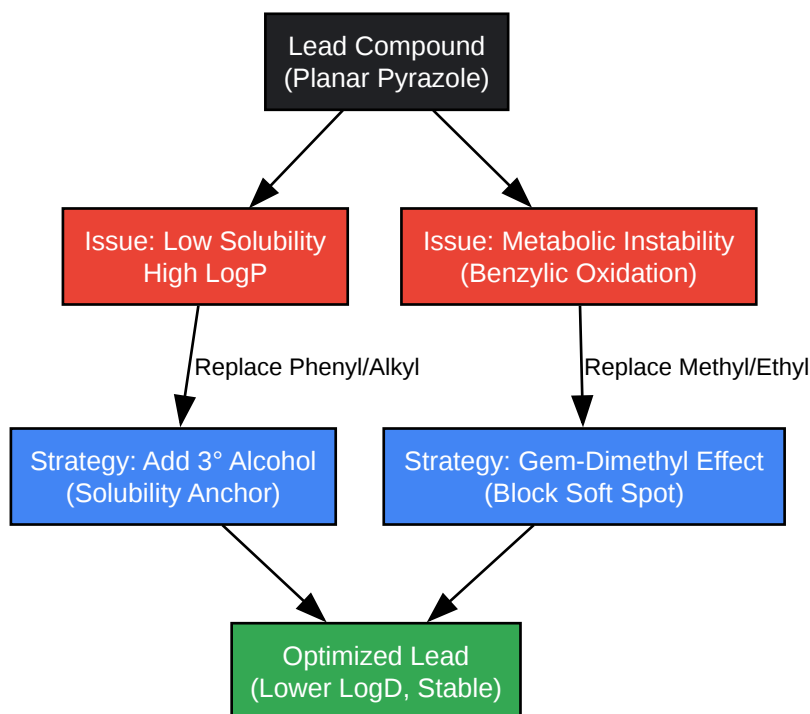 Lead Compound
(Planar Pyrazole)
Issue: Low Solubility
High LogP
Issue: Metabolic Instability
(Benzylic Oxidation)
Replace Phenyl/Alkyl
Replace Methyl/Ethyl
Strategy: Add 3° Alcohol
(Solubility Anchor)
Strategy: Gem-Dimethyl Effect
(Block Soft Spot)
Optimized Lead
(Lower LogD, Stable)